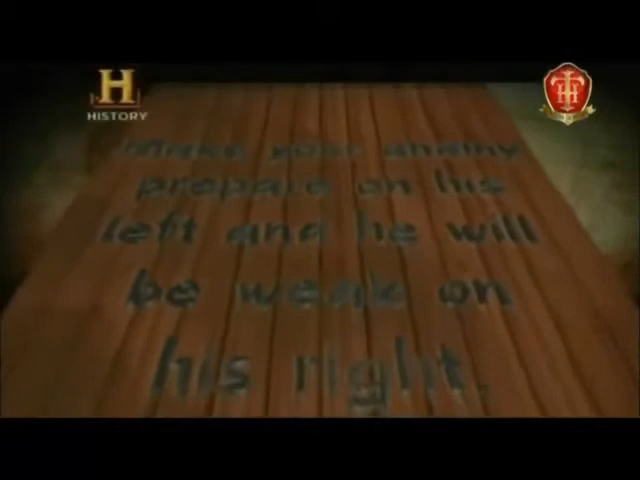 H
HISTORY
Make your enemy
prepare on his
left and he will
be weak on
his right.